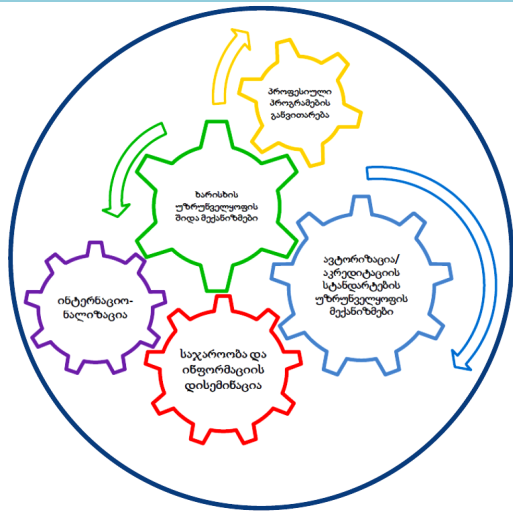 პროფესიული
პროგრამების
განვითარება
ხარისხის
უზრუნველყოფის
შიდა მექანიზმები
ავტორიზაცია/
აკრედიტაციის
სტანდარტების
უზრუნველყოფის
მექანიზმები
ინტერნაციო-
ნალიზაცია
საჯაროობა და
ინფორმაციის
დისემინაცია